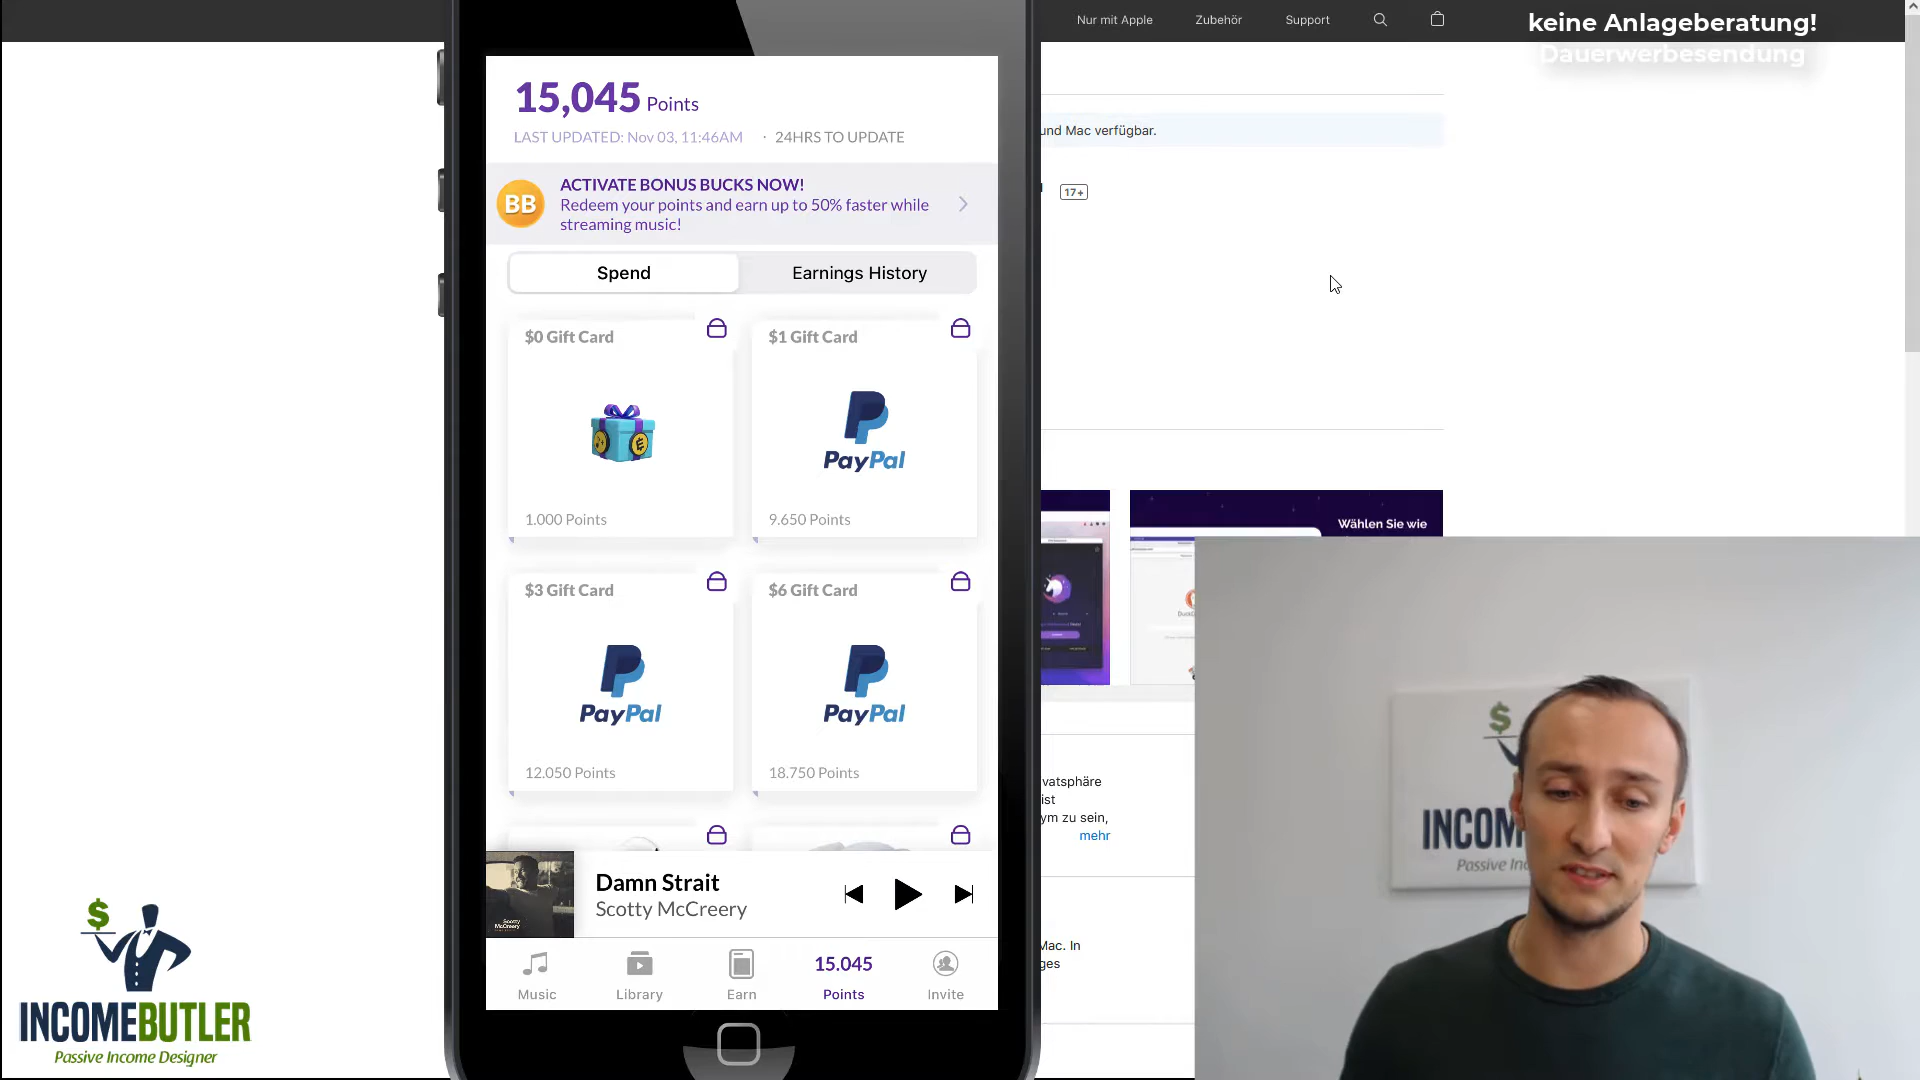 Nur mit Apple
Zubehör
Support
keine Anlageberatung!
Dauerwerbesendung
15,045 Points
LAST UPDATED: Nov 03, 11:46AM · 24HRS TO UPDATE
und Mac verfügbar.
17+
BB
ACTIVATE BONUS BUCKS NOW!
Redeem your points and earn up to 50% faster while
streaming music!
Spend
Earnings History
$0 Gift Card
1.000 Points
$1 Gift Card
PayPal
9.650 Points
$3 Gift Card
PayPal
12.050 Points
$6 Gift Card
PayPal
18.750 Points
Wählen Sie wie
vatsphäre
ist
ym zu sein,
mehr
Mac. In
ges
Damn Strait
Scotty McCreery
Music
Library
Earn
15.045
Points
Invite
$
INCOMEBUTLER
Passive Income Designer
$
INCOM
Passive Inc